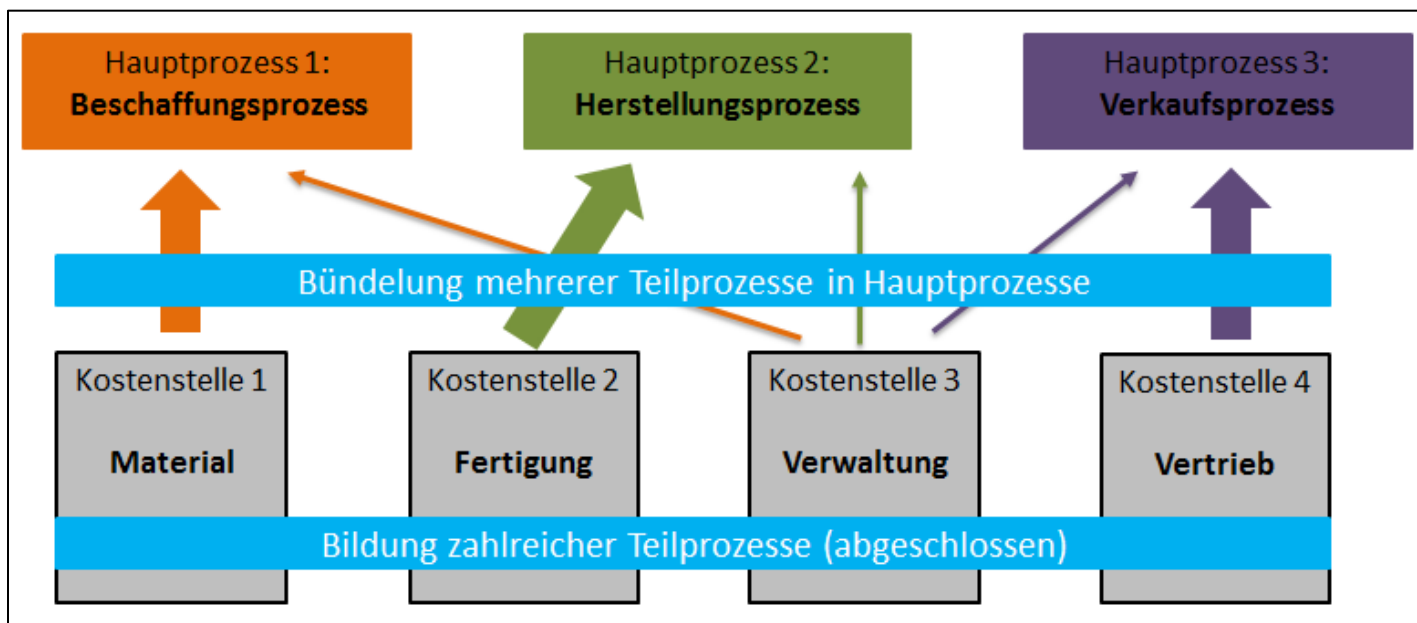 Hauptprozess 1:
Beschaffungsprozess
Hauptprozess 2:
Herstellungsprozess
Hauptprozess 3:
Verkaufsprozess
Bündelung mehrerer Teilprozesse in Hauptprozesse
Kostenstelle 1
Material
Kostenstelle 2
Fertigung
Kostenstelle 3
Verwaltung
Kostenstelle 4
Vertrieb
Bildung zahlreicher Teilprozesse (abgeschlossen)